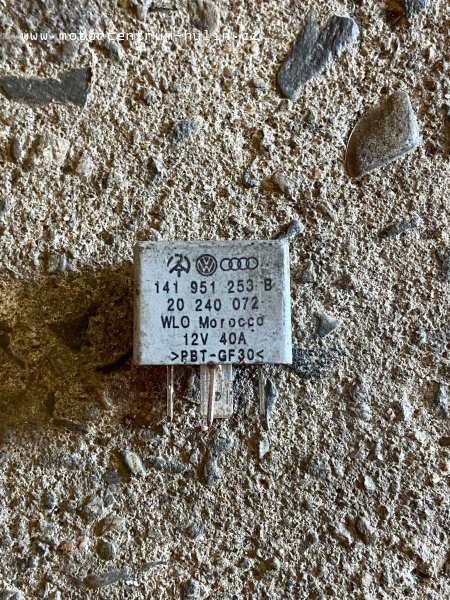 www.motorcentrum-hulin.cz
141 951 253 B
20 240 072
WLO Morocco
12V 40A
>PBT-GF30<